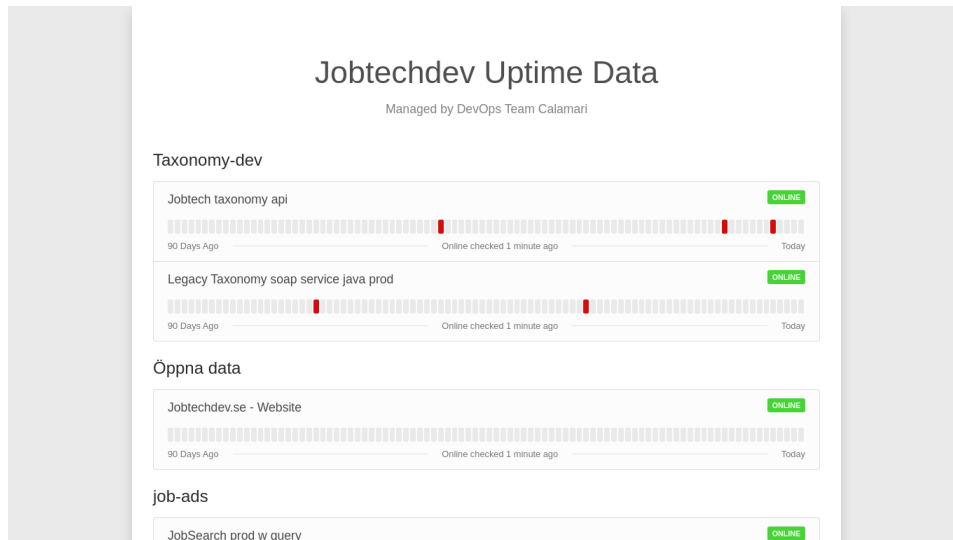 Jobtechdev Uptime Data
Managed by DevOps Team Calamari
Taxonomy-dev
Jobtech taxonomy api
ONLINE
90 Days Ago
Online checked 1 minute ago
Today
Legacy Taxonomy soap service java prod
ONLINE
90 Days Ago
Online checked 1 minute ago
Today
Öppna data
Jobtechdev.se - Website
ONLINE
90 Days Ago
Online checked 1 minute ago
Today
job-ads
JobSearch prod w query
ONLINE